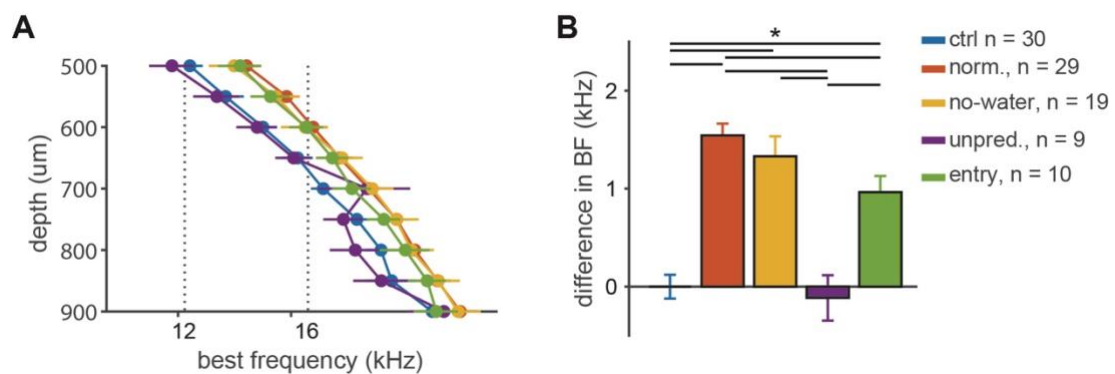 A
500
600
700
800
900
depth (um)
12
16
best frequency (kHz)
B
*
2
1
0
difference in BF (kHz)
ctrl n = 30
norm., n = 29
no-water, n = 19
unpred., n = 9
entry, n = 10